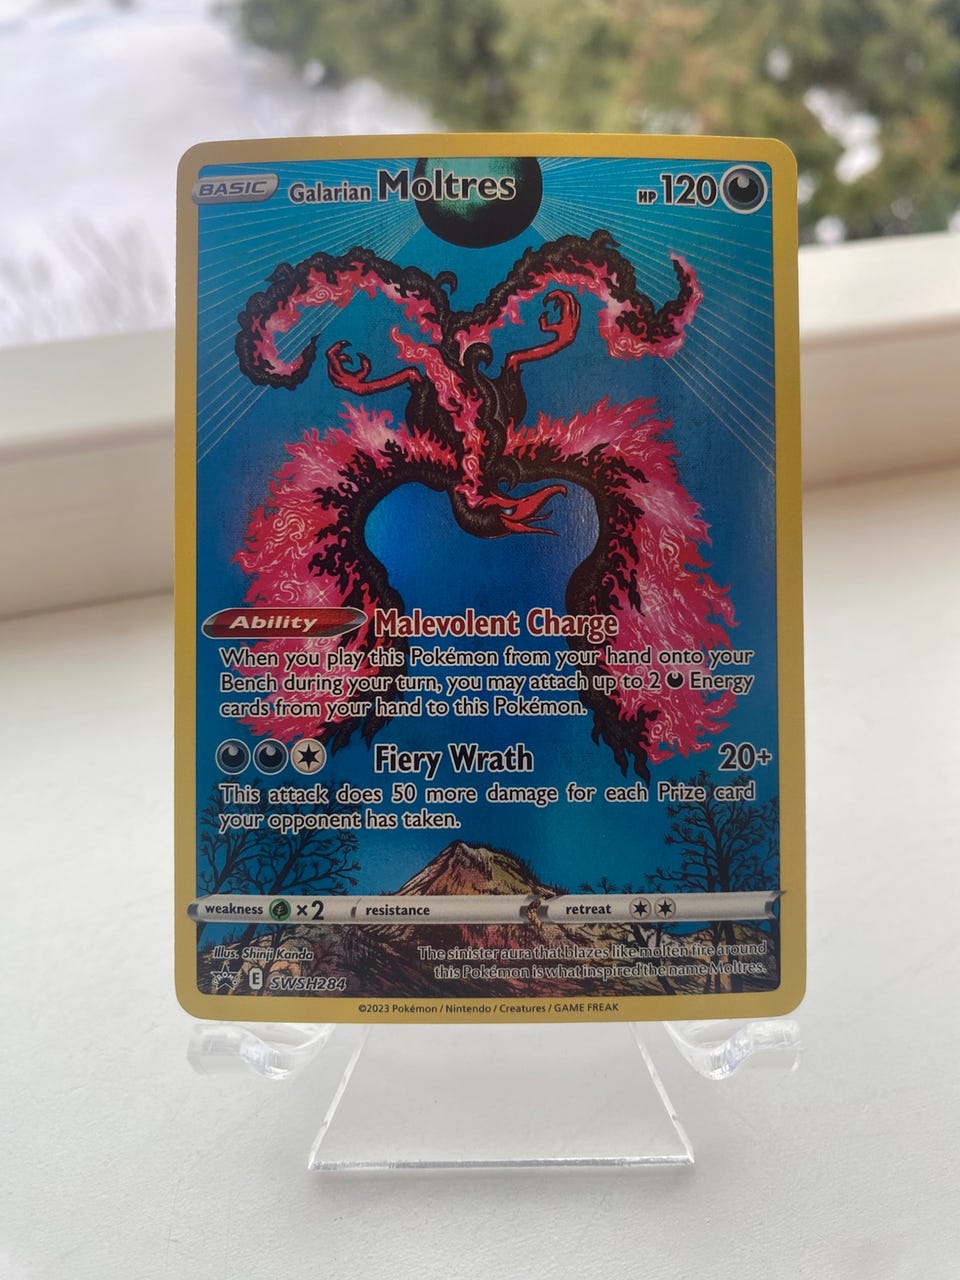 BASIC Galarian Moltres HP 120
Ability Malevolent Charge
When you play this Pokémon from your hand onto your
Bench during your turn, you may attach up to 2 Energy
cards from your hand to this Pokémon.
Fiery Wrath 20+
This attack does 50 more damage for each Prize card
your opponent has taken.
weakness ×2 resistance retreat
Illus. Shinji Kanda
The sinister aura that blazes like molten fire around
this Pokémon is what inspired the name Moltres.
PROMO E SWSH284
©2023 Pokémon / Nintendo / Creatures / GAME FREAK